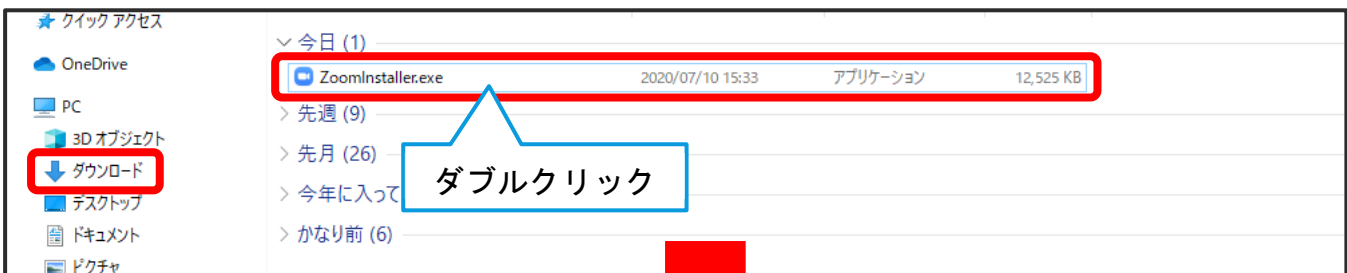 クイック アクセス
OneDrive
PC
3D オブジェクト
ダウンロード
デスクトップ
ドキュメント
ピクチャ
今日 (1)
ZoomInstaller.exe 2020/07/10 15:33 アプリケーション 12,525 KB
先週 (9)
先月 (26)
今年に入って
かなり前 (6)
ダブルクリック